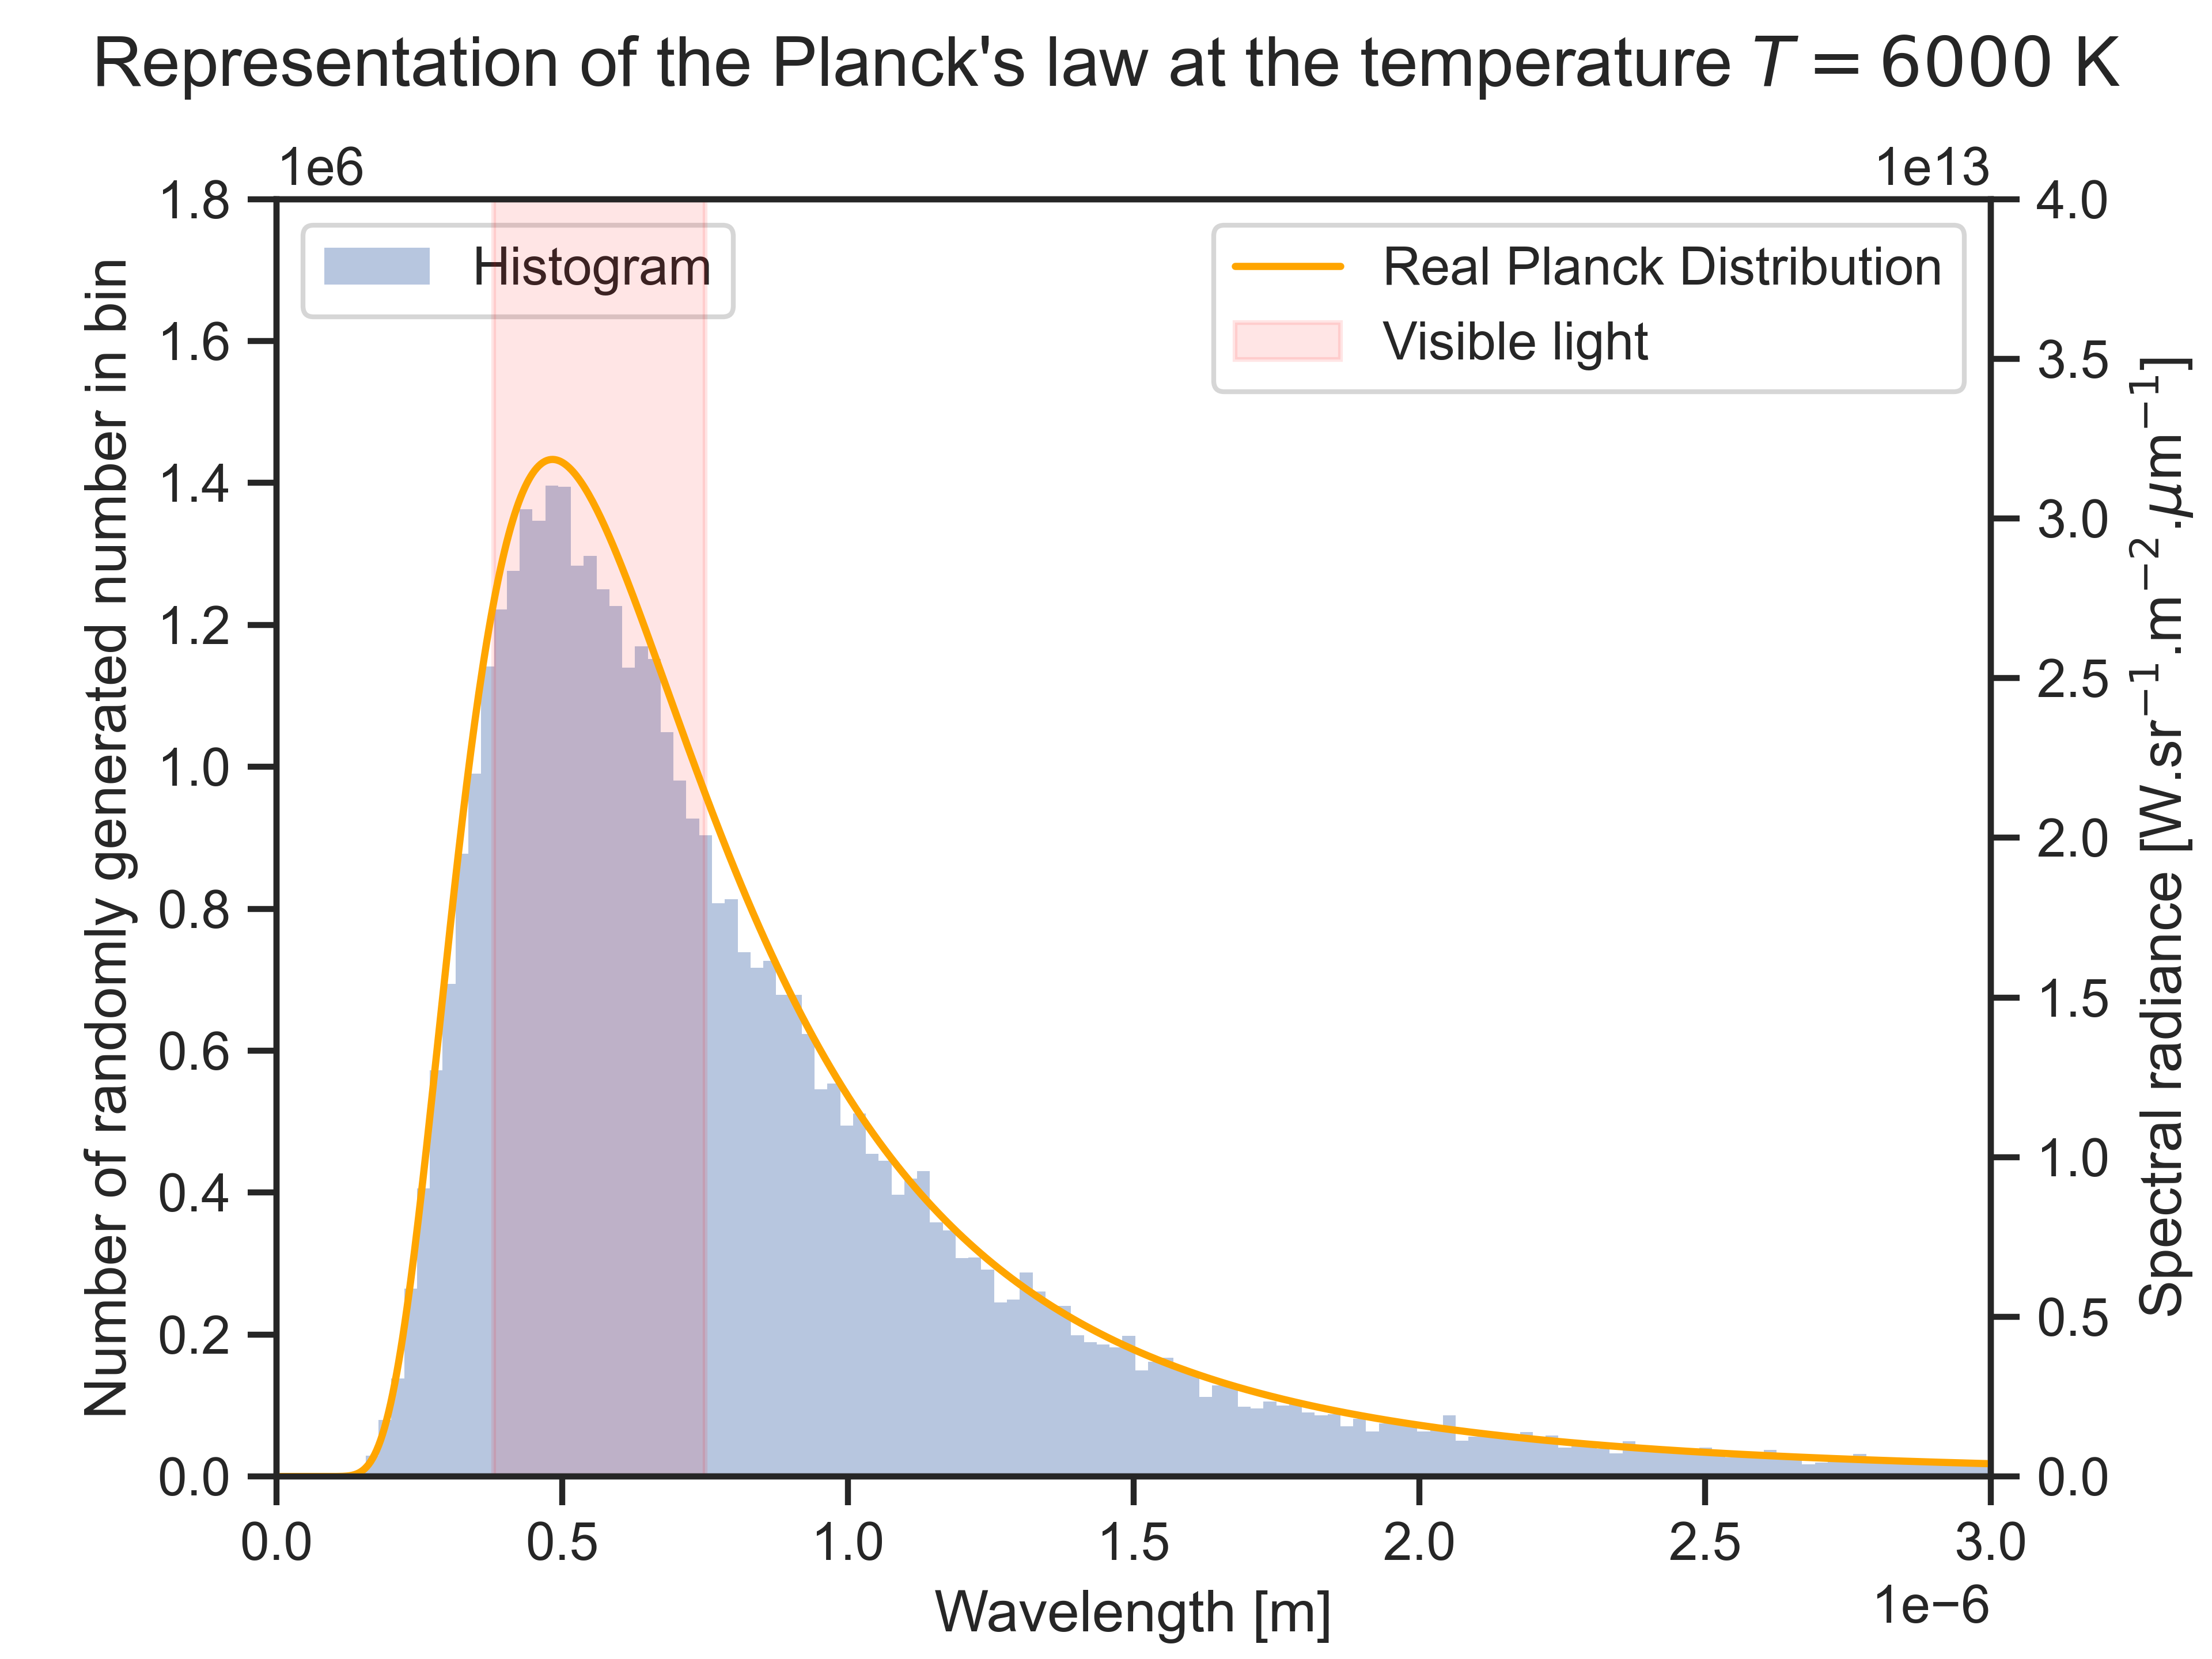 Representation of the Planck's law at the temperature T = 6000 K
1e6
1e13
Histogram
Real Planck Distribution
Visible light
Number of randomly generated number in bin
1.8
1.6
1.4
1.2
1.0
0.8
0.6
0.4
0.2
0.0
4.0
3.5
3.0
2.5
2.0
1.5
1.0
0.5
0.0
Spectral radiance [W.sr⁻¹.m⁻².μm⁻¹]
0.0 0.5 1.0 1.5 2.0 2.5 3.0
Wavelength [m]
1e−6